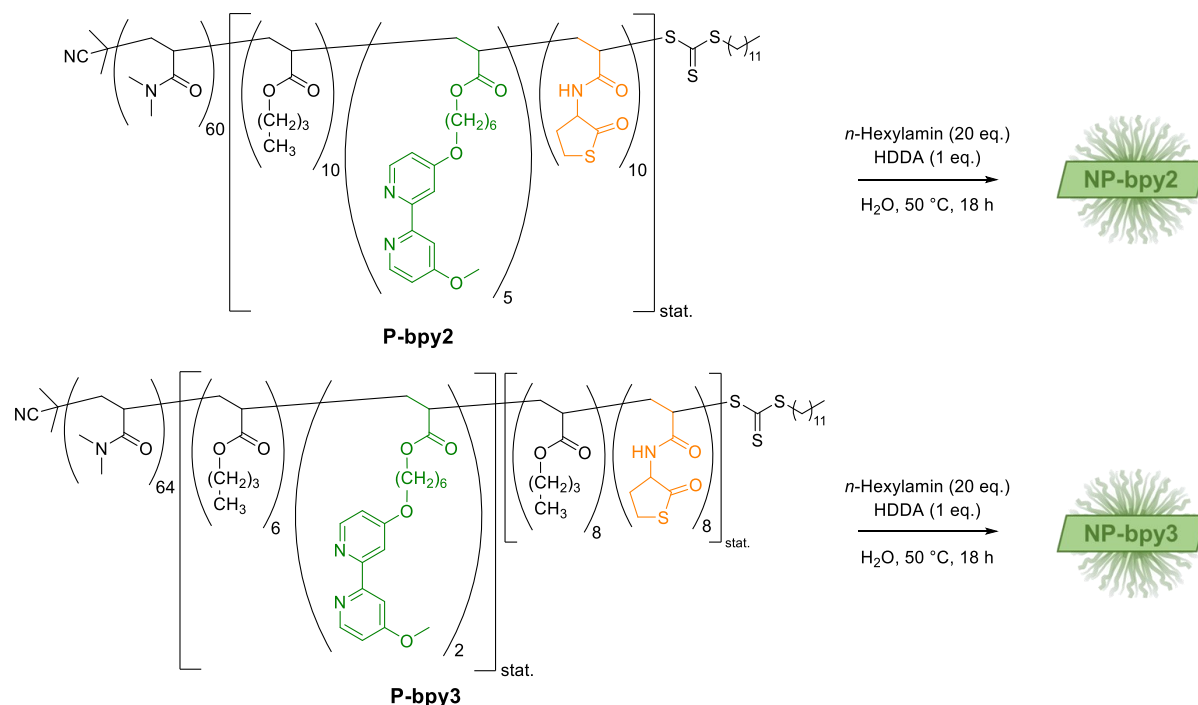 NC
N
O
60
O
O
(CH2)3
CH3
10
O
O
(CH2)6
O
N
N
O
5
HN
O
O
S
10
stat.
S
S
S
11
P-bpy2
n-Hexylamin (20 eq.)
HDDA (1 eq.)
H2O, 50 °C, 18 h
NP-bpy2
NC
N
O
64
O
O
(CH2)3
CH3
6
O
O
(CH2)6
O
N
N
O
2
stat.
O
O
(CH2)3
CH3
8
HN
O
O
S
8
stat.
S
S
S
11
P-bpy3
n-Hexylamin (20 eq.)
HDDA (1 eq.)
H2O, 50 °C, 18 h
NP-bpy3